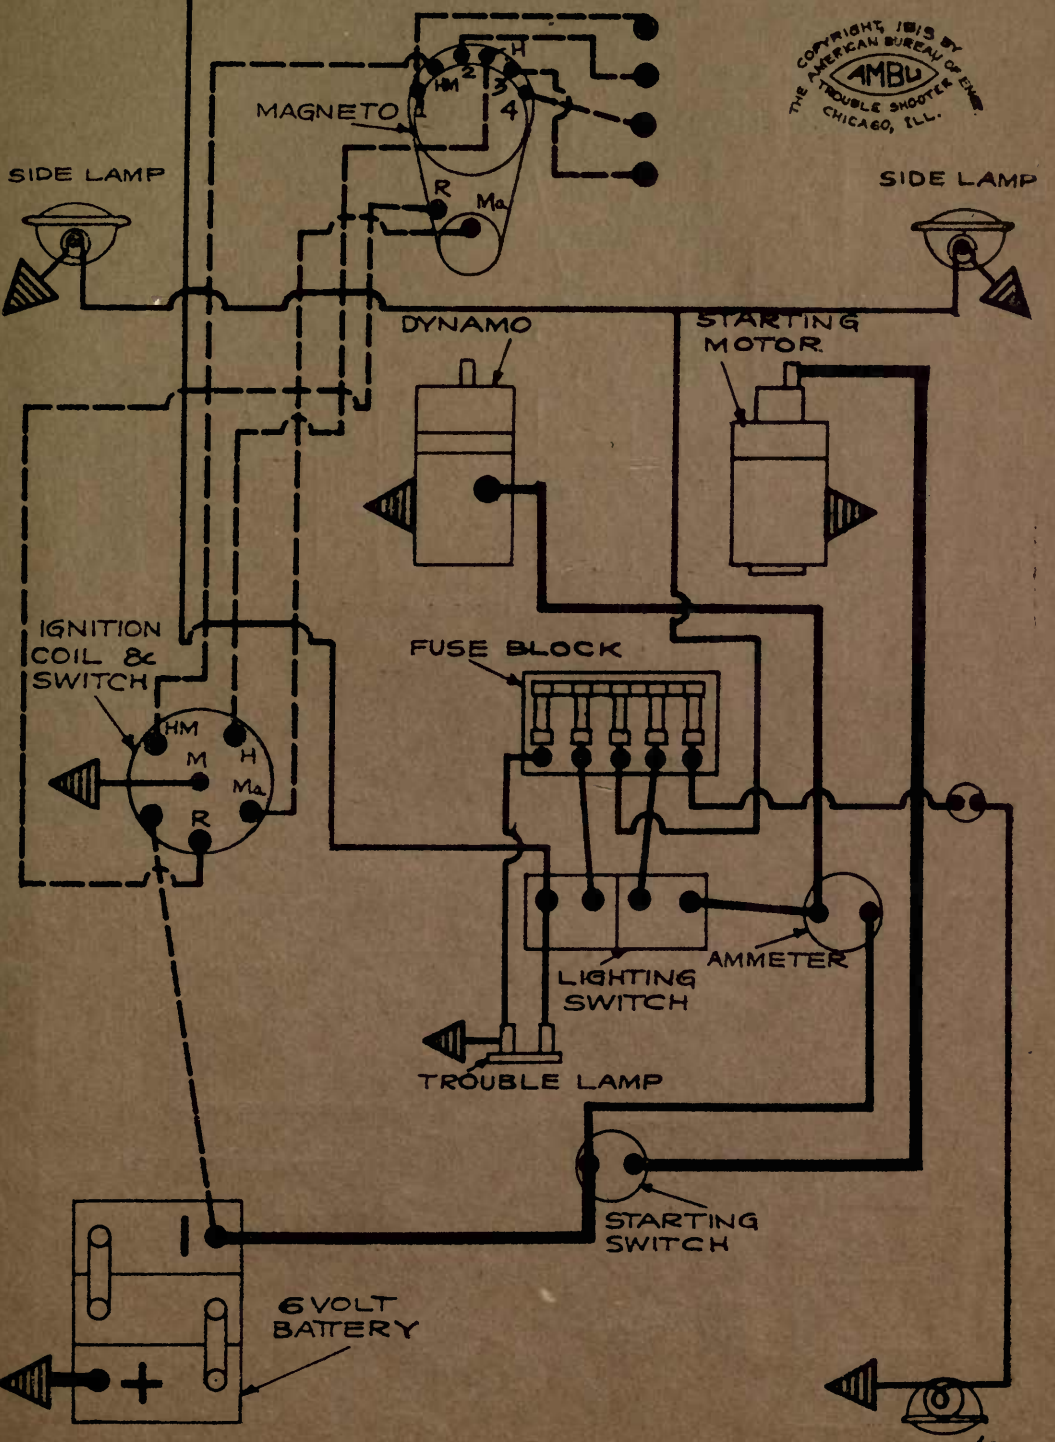 COPYRIGHT, 1915 BY
THE AMERICAN BUREAU OF ENG'R
AMBU
TROUBLE SHOOTER
CHICAGO, ILL.
H
2
HM
3
1
4
MAGNETO
SIDE LAMP
SIDE LAMP
R
Ma
DYNAMO
STARTING
MOTOR.
IGNITION
COIL &
SWITCH
FUSE BLOCK
HM
H
M
Ma
R
AMMETER
LIGHTING
SWITCH
TROUBLE LAMP
STARTING
SWITCH
6 VOLT
BATTERY
+